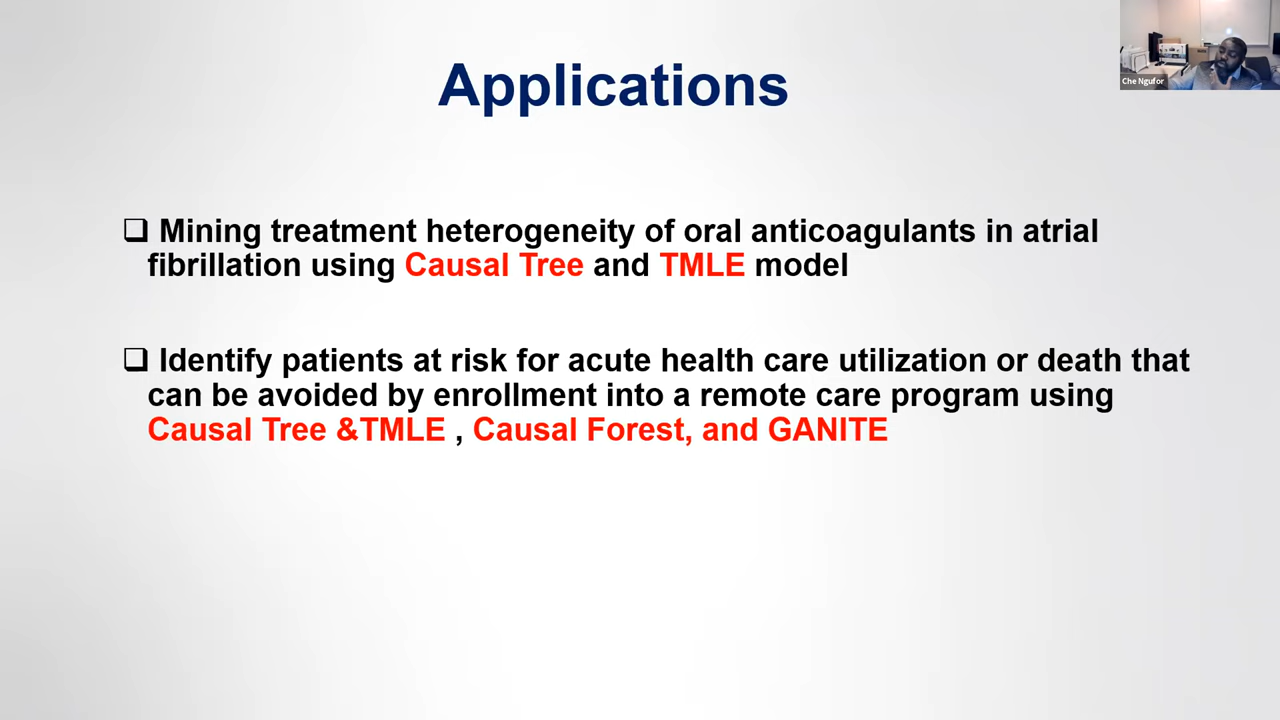 Applications
Che Ngufor
❑ Mining treatment heterogeneity of oral anticoagulants in atrial
fibrillation using Causal Tree and TMLE model
❑ Identify patients at risk for acute health care utilization or death that
can be avoided by enrollment into a remote care program using
Causal Tree &TMLE , Causal Forest, and GANITE